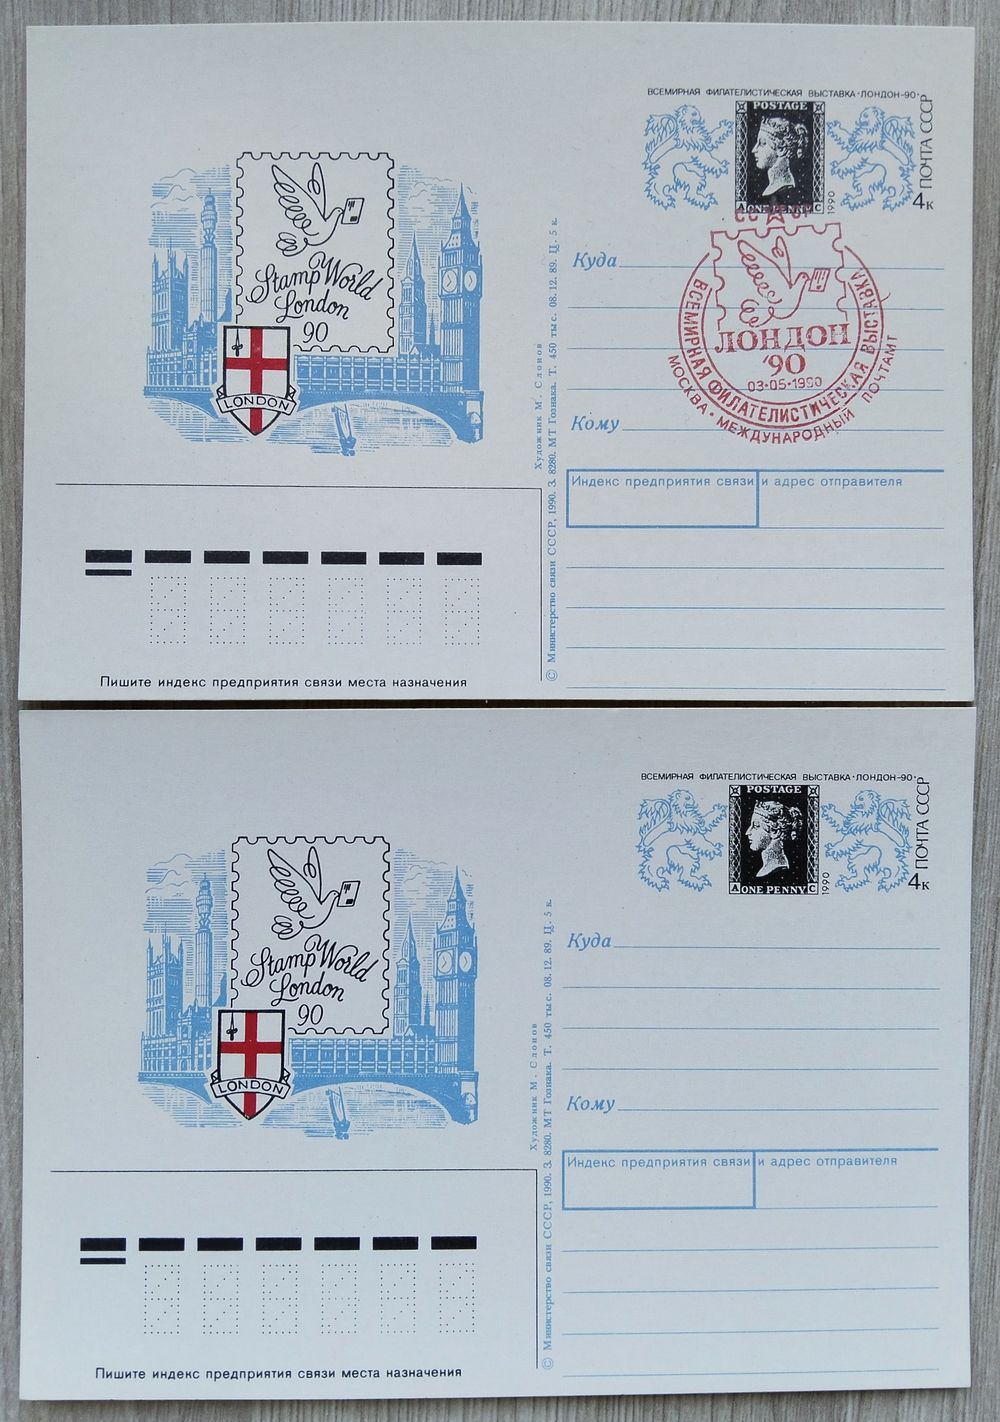 ВСЕМИРНАЯ ФИЛАТЕЛИСТИЧЕСКАЯ ВЫСТАВКА·ЛОНДОН-90·
POSTAGE
A ONE PENNY C
1990
ПОЧТА СССР
4к
Stamp World
London
90
LONDON
СС СР
ЛОНДОН
'90
03·05·1990
ВСЕМИРНАЯ ФИЛАТЕЛИСТИЧЕСКАЯ ВЫСТАВКА
МОСКВА · МЕЖДУНАРОДНЫЙ ПОЧТАМТ
Куда
Кому
Индекс предприятия связи и адрес отправителя
Художник М. Слонов
© Министерство связи СССР, 1990. З. 8280. МТ Гознака. Т. 450 тыс. 08.12.89. Ц. 5 к.
Пишите индекс предприятия связи места назначения
ВСЕМИРНАЯ ФИЛАТЕЛИСТИЧЕСКАЯ ВЫСТАВКА·ЛОНДОН-90·
POSTAGE
A ONE PENNY C
1990
ПОЧТА СССР
4к
Stamp World
London
90
LONDON
Куда
Кому
Индекс предприятия связи и адрес отправителя
Художник М. Слонов
© Министерство связи СССР, 1990. З. 8280. МТ Гознака. Т. 450 тыс. 08.12.89. Ц. 5 к.
Пишите индекс предприятия связи места назначения